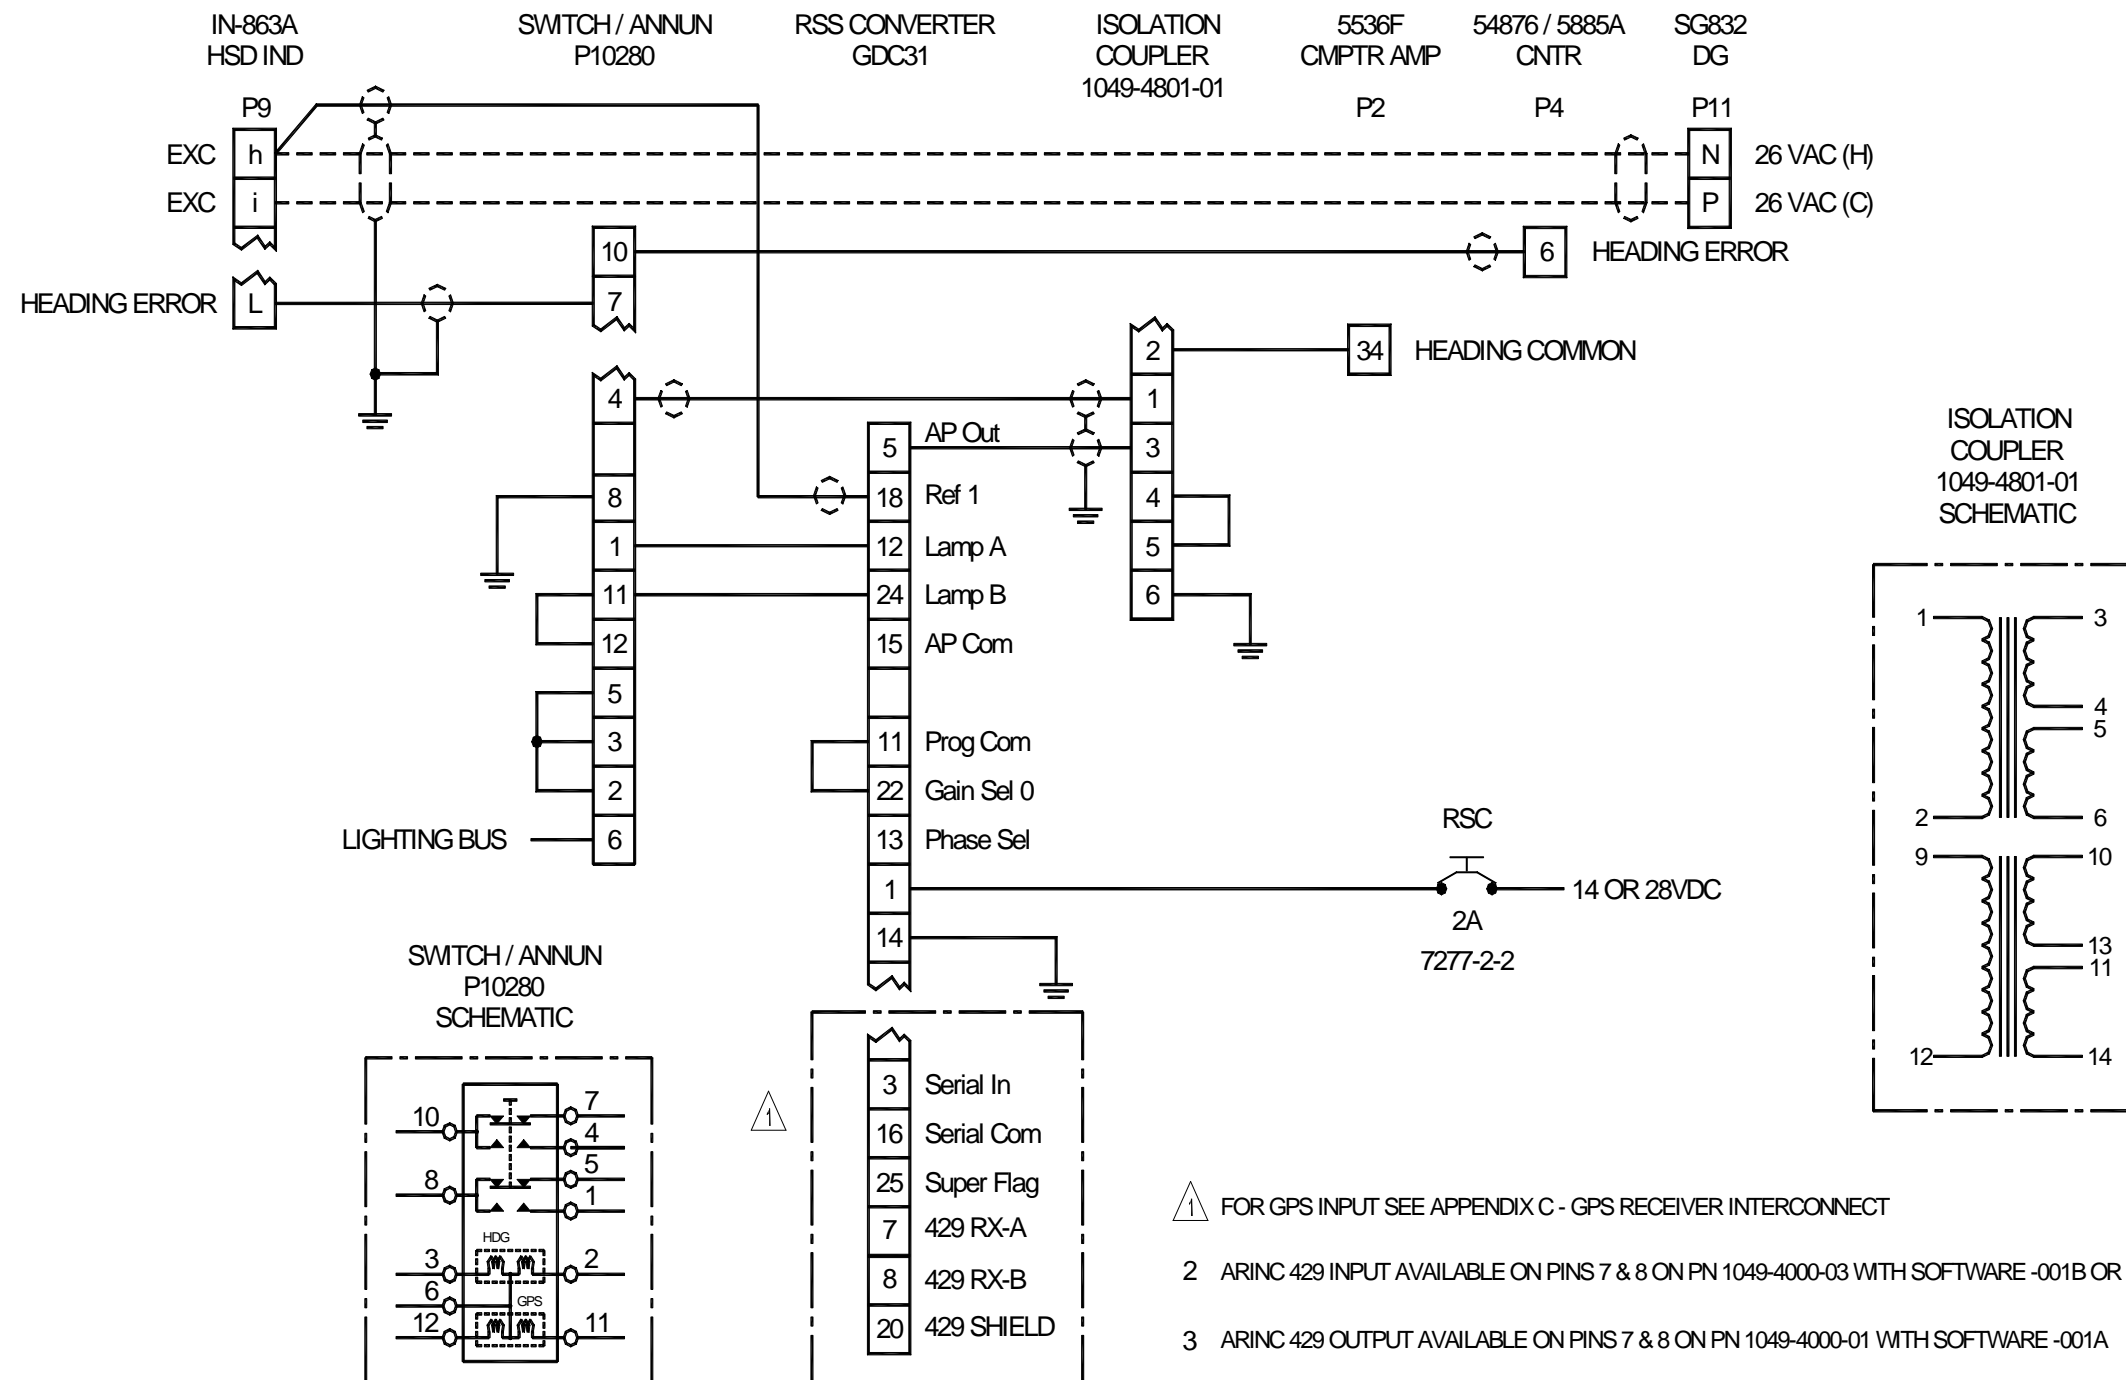 IN-863A
HSD IND
SWITCH / ANNUN
P10280
RSS CONVERTER
GDC31
ISOLATION
COUPLER
1049-4801-01
5536F
CMPTR AMP
54876 / 5885A
CNTR
SG832
DG
P9
P2
P4
P11
EXC
h
N
26 VAC (H)
EXC
i
P
26 VAC (C)
10
6
HEADING ERROR
HEADING ERROR
L
7
2
34
HEADING COMMON
4
1
5
AP Out
3
8
18
Ref 1
4
1
12
Lamp A
5
11
24
Lamp B
6
12
15
AP Com
5
3
11
Prog Com
2
22
Gain Sel 0
LIGHTING BUS
6
13
Phase Sel
1
RSC
2A
7277-2-2
14 OR 28VDC
14
ISOLATION
COUPLER
1049-4801-01
SCHEMATIC
1
3
4
5
2
6
9
10
13
11
12
14
SWITCH / ANNUN
P10280
SCHEMATIC
10
7
4
8
5
1
HDG
3
2
6
GPS
12
11
1
3
Serial In
16
Serial Com
25
Super Flag
7
429 RX-A
8
429 RX-B
20
429 SHIELD
1 FOR GPS INPUT SEE APPENDIX C - GPS RECEIVER INTERCONNECT
2 ARINC 429 INPUT AVAILABLE ON PINS 7 & 8 ON PN 1049-4000-03 WITH SOFTWARE -001B OR
3 ARINC 429 OUTPUT AVAILABLE ON PINS 7 & 8 ON PN 1049-4000-01 WITH SOFTWARE -001A